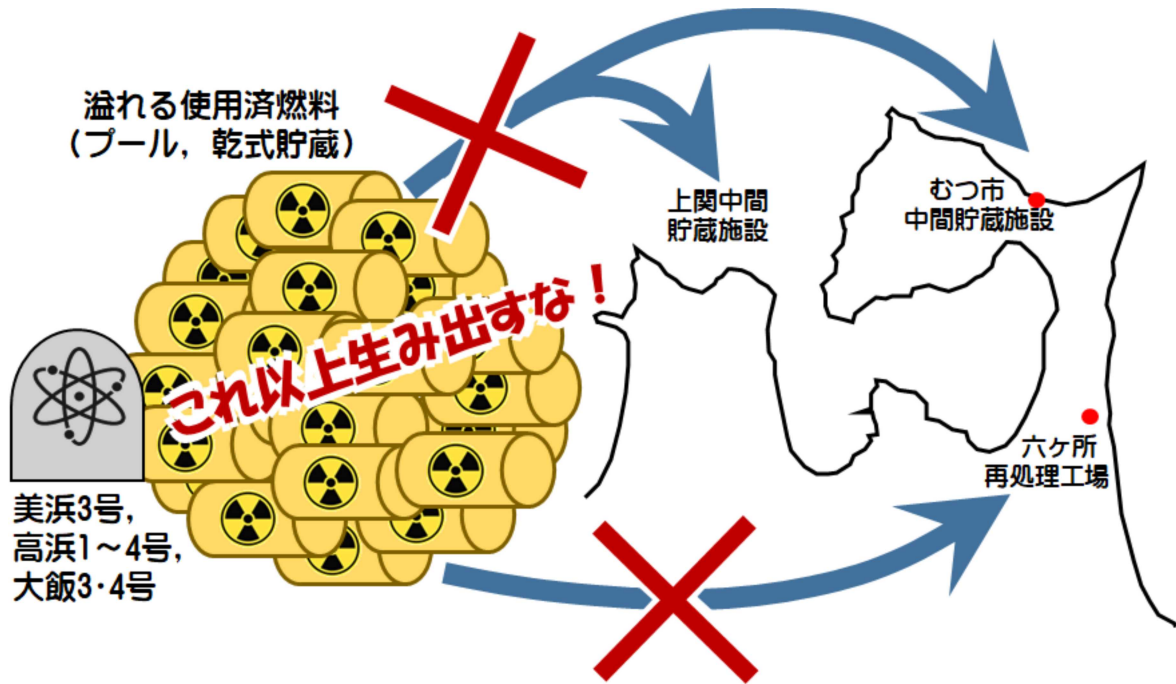 溢れる使用済燃料
(プール, 乾式貯蔵)
これ以上生み出すな!
美浜3号,
高浜1～4号,
大飯3・4号
上関中間
貯蔵施設
むつ市
中間貯蔵施設
六ヶ所
再処理工場